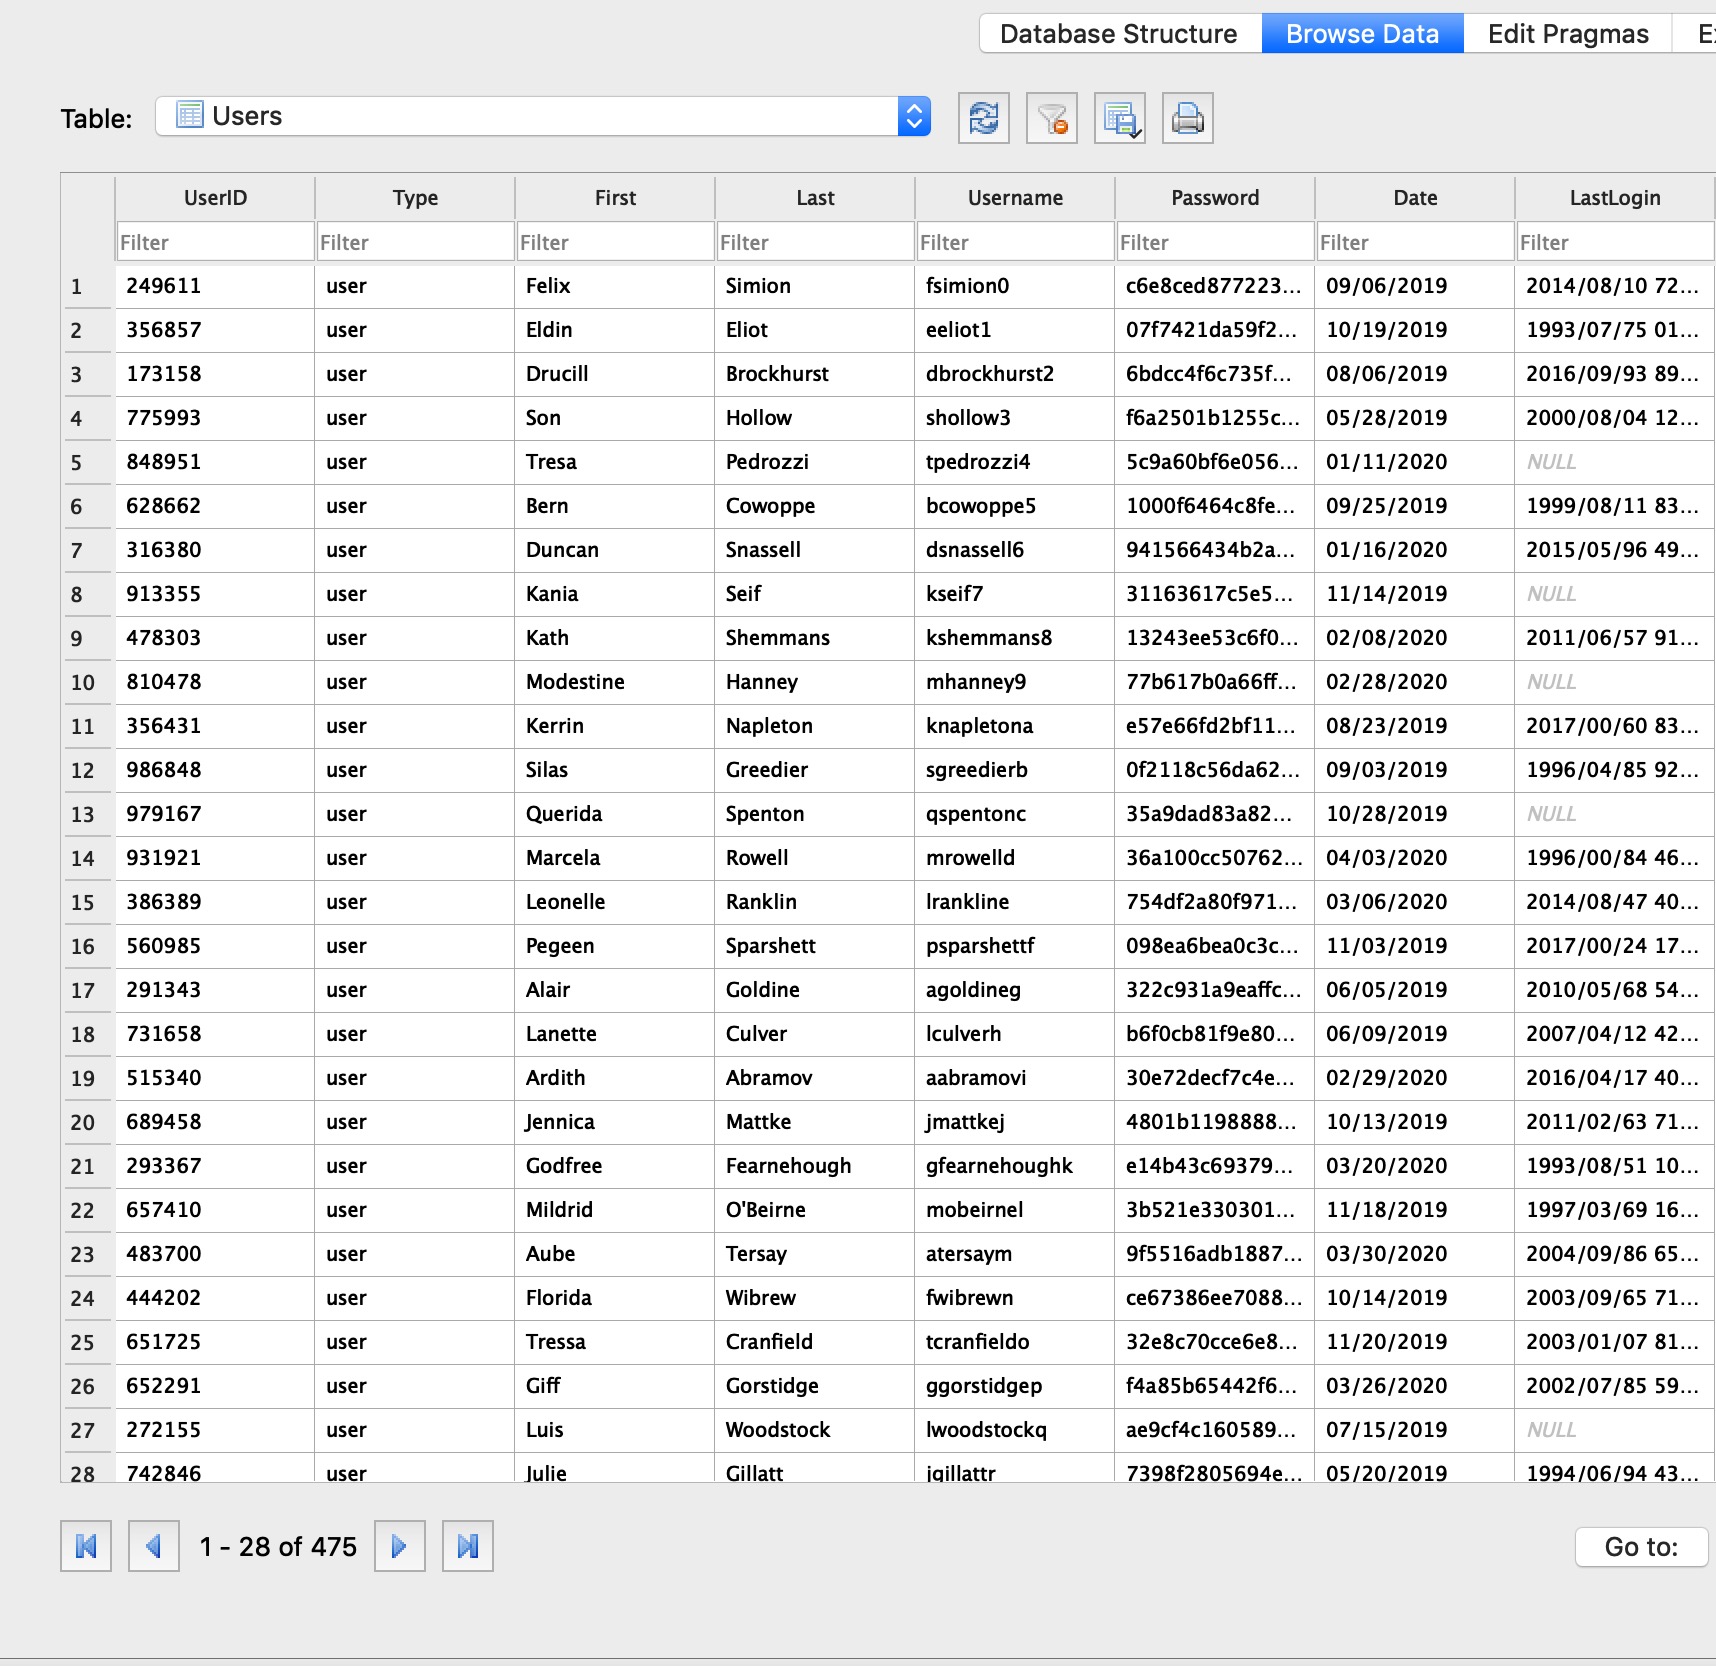 Database Structure Browse Data Edit Pragmas
Table: Users
UserID Type First Last Username Password Date LastLogin
Filter Filter Filter Filter Filter Filter Filter Filter
1 249611 user Felix Simion fsimion0 c6e8ced877223... 09/06/2019 2014/08/10 72...
2 356857 user Eldin Eliot eeliot1 07f7421da59f2... 10/19/2019 1993/07/75 01...
3 173158 user Drucill Brockhurst dbrockhurst2 6bdcc4f6c735f... 08/06/2019 2016/09/93 89...
4 775993 user Son Hollow shollow3 f6a2501b1255c... 05/28/2019 2000/08/04 12...
5 848951 user Tresa Pedrozzi tpedrozzi4 5c9a60bf6e056... 01/11/2020 NULL
6 628662 user Bern Cowoppe bcowoppe5 1000f6464c8fe... 09/25/2019 1999/08/11 83...
7 316380 user Duncan Snassell dsnassell6 941566434b2a... 01/16/2020 2015/05/96 49...
8 913355 user Kania Seif kseif7 31163617c5e5... 11/14/2019 NULL
9 478303 user Kath Shemmans kshemmans8 13243ee53c6f0... 02/08/2020 2011/06/57 91...
10 810478 user Modestine Hanney mhanney9 77b617b0a66ff... 02/28/2020 NULL
11 356431 user Kerrin Napleton knapletona e57e66fd2bf11... 08/23/2019 2017/00/60 83...
12 986848 user Silas Greedier sgreedierb 0f2118c56da62... 09/03/2019 1996/04/85 92...
13 979167 user Querida Spenton qspentonc 35a9dad83a82... 10/28/2019 NULL
14 931921 user Marcela Rowell mrowelld 36a100cc50762... 04/03/2020 1996/00/84 46...
15 386389 user Leonelle Ranklin lrankline 754df2a80f971... 03/06/2020 2014/08/47 40...
16 560985 user Pegeen Sparshett psparshettf 098ea6bea0c3c... 11/03/2019 2017/00/24 17...
17 291343 user Alair Goldine agoldineg 322c931a9eaffc... 06/05/2019 2010/05/68 54...
18 731658 user Lanette Culver lculverh b6f0cb81f9e80... 06/09/2019 2007/04/12 42...
19 515340 user Ardith Abramov aabramovi 30e72decf7c4e... 02/29/2020 2016/04/17 40...
20 689458 user Jennica Mattke jmattkej 4801b1198888... 10/13/2019 2011/02/63 71...
21 293367 user Godfree Fearnehough gfearnehoughk e14b43c69379... 03/20/2020 1993/08/51 10...
22 657410 user Mildrid O'Beirne mobeirnel 3b521e330301... 11/18/2019 1997/03/69 16...
23 483700 user Aube Tersay atersaym 9f5516adb1887... 03/30/2020 2004/09/86 65...
24 444202 user Florida Wibrew fwibrewn ce67386ee7088... 10/14/2019 2003/09/65 71...
25 651725 user Tressa Cranfield tcranfieldo 32e8c70cce6e8... 11/20/2019 2003/01/07 81...
26 652291 user Giff Gorstidge ggorstidgep f4a85b65442f6... 03/26/2020 2002/07/85 59...
27 272155 user Luis Woodstock lwoodstockq ae9cf4c160589... 07/15/2019 NULL
28 742846 user Julie Gillatt jgillattr 7398f2805694e... 05/20/2019 1994/06/94 43...
1 - 28 of 475 Go to: